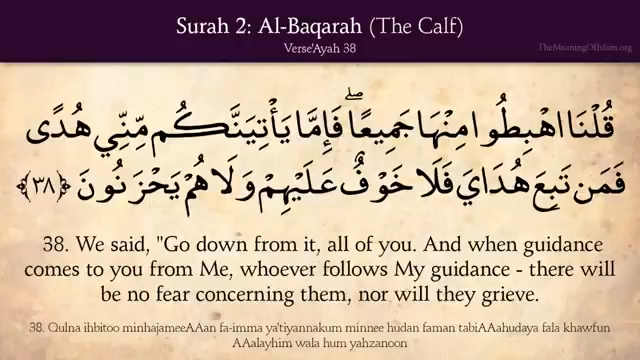 Surah 2: Al-Baqarah (The Calf)
Verse'Ayah 38
TheMeaningOfIslam.org
قُلْنَا اهْبِطُوا مِنْهَا جَمِيعًا ۖ فَإِمَّا يَأْتِيَنَّكُم مِّنِّي هُدًى
فَمَن تَبِعَ هُدَايَ فَلَا خَوْفٌ عَلَيْهِمْ وَلَا هُمْ يَحْزَنُونَ ﴿٣٨﴾
38. We said, "Go down from it, all of you. And when guidance
comes to you from Me, whoever follows My guidance - there will
be no fear concerning them, nor will they grieve.
38. Qulna ihbitoo minhajameeAAan fa-imma ya'tiyannakum minnee hudan faman tabiAAahudaya fala khawfun
AAalayhim wala hum yahzanoon